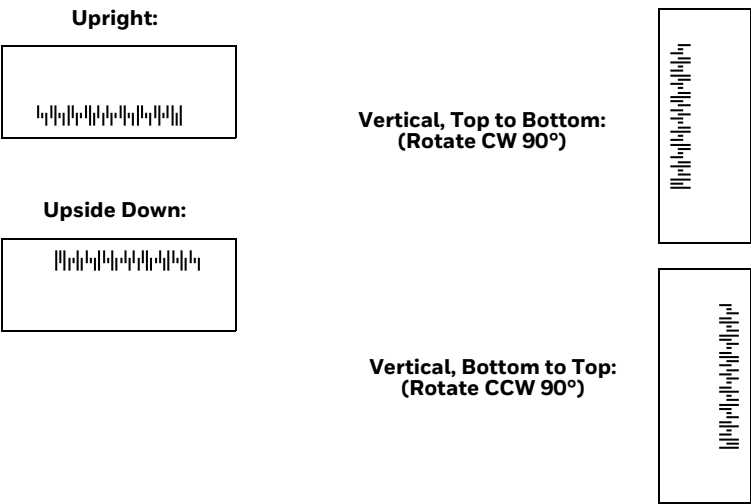 Upright:
Vertical, Top to Bottom:
(Rotate CW 90°)
Upside Down:
Vertical, Bottom to Top:
(Rotate CCW 90°)